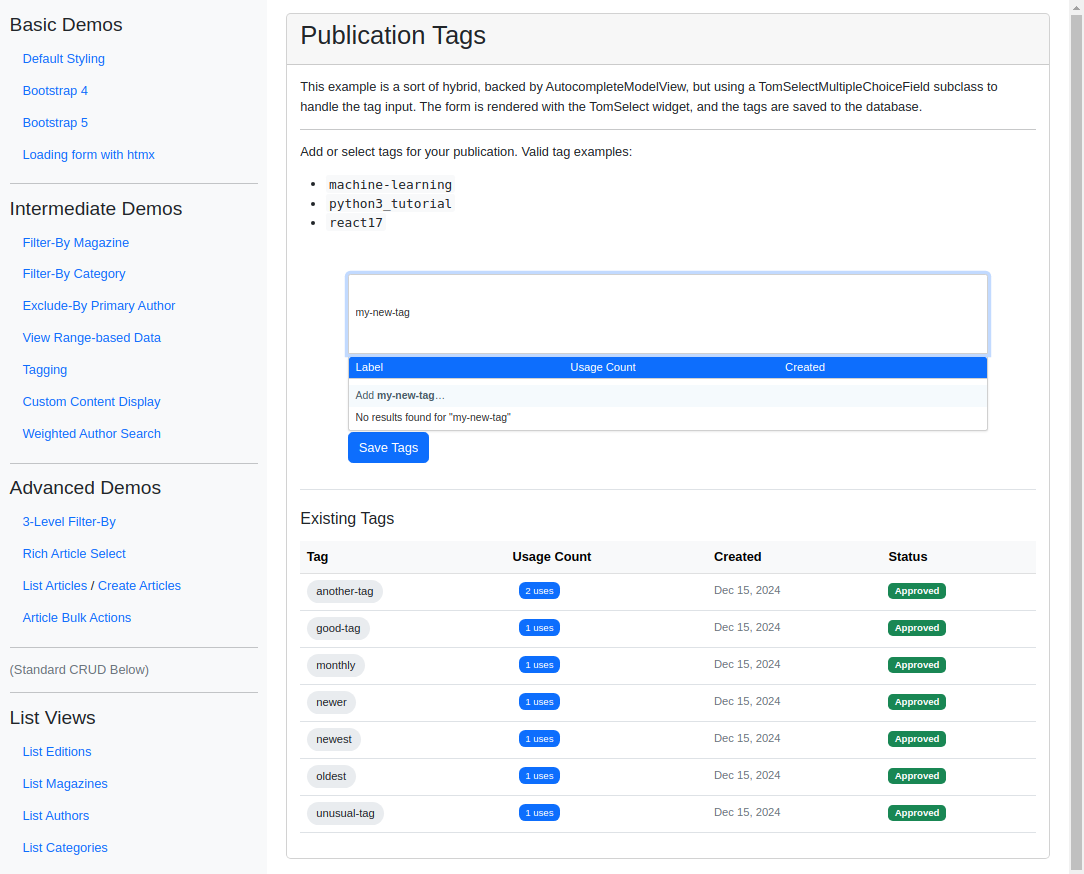 Basic Demos
Default Styling
Bootstrap 4
Bootstrap 5
Loading form with htmx
Intermediate Demos
Filter-By Magazine
Filter-By Category
Exclude-By Primary Author
View Range-based Data
Tagging
Custom Content Display
Weighted Author Search
Advanced Demos
3-Level Filter-By
Rich Article Select
List Articles / Create Articles
Article Bulk Actions
(Standard CRUD Below)
List Views
List Editions
List Magazines
List Authors
List Categories
Publication Tags
This example is a sort of hybrid, backed by AutocompleteModelView, but using a TomSelectMultipleChoiceField subclass to
handle the tag input. The form is rendered with the TomSelect widget, and the tags are saved to the database.
Add or select tags for your publication. Valid tag examples:
machine-learning
python3_tutorial
react17
my-new-tag
Label Usage Count Created
Add my-new-tag…
No results found for "my-new-tag"
Save Tags
Existing Tags
Tag Usage Count Created Status
another-tag 2 uses Dec 15, 2024 Approved
good-tag 1 uses Dec 15, 2024 Approved
monthly 1 uses Dec 15, 2024 Approved
newer 1 uses Dec 15, 2024 Approved
newest 1 uses Dec 15, 2024 Approved
oldest 1 uses Dec 15, 2024 Approved
unusual-tag 1 uses Dec 15, 2024 Approved